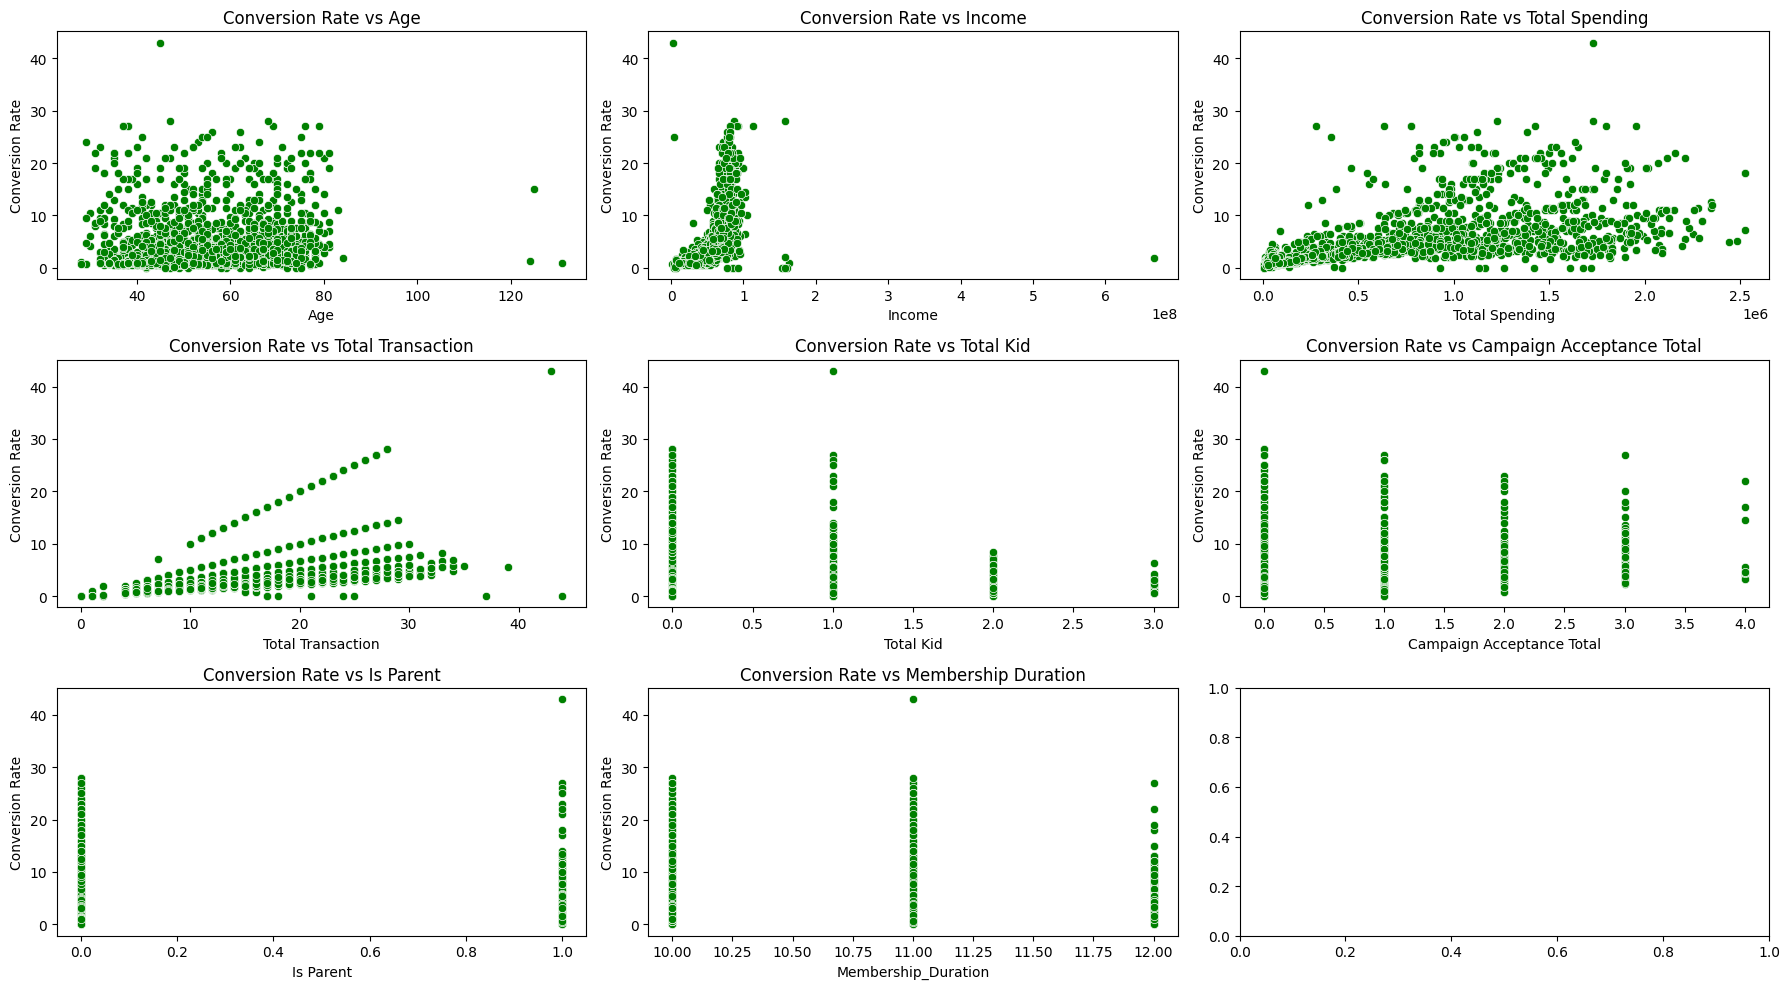 Conversion Rate vs Age
Conversion Rate
40
30
20
10
0
40 60 80 100 120
Age
Conversion Rate vs Income
Conversion Rate
40
30
20
10
0
0 1 2 3 4 5 6
1e8
Income
Conversion Rate vs Total Spending
Conversion Rate
40
30
20
10
0
0.0 0.5 1.0 1.5 2.0 2.5
1e6
Total Spending
Conversion Rate vs Total Transaction
Conversion Rate
40
30
20
10
0
0 10 20 30 40
Total Transaction
Conversion Rate vs Total Kid
Conversion Rate
40
30
20
10
0
0.0 0.5 1.0 1.5 2.0 2.5 3.0
Total Kid
Conversion Rate vs Campaign Acceptance Total
Conversion Rate
40
30
20
10
0
0.0 0.5 1.0 1.5 2.0 2.5 3.0 3.5 4.0
Campaign Acceptance Total
Conversion Rate vs Is Parent
Conversion Rate
40
30
20
10
0
0.0 0.2 0.4 0.6 0.8 1.0
Is Parent
Conversion Rate vs Membership Duration
Conversion Rate
40
30
20
10
0
10.00 10.25 10.50 10.75 11.00 11.25 11.50 11.75 12.00
Membership_Duration
1.0
0.8
0.6
0.4
0.2
0.0
0.0 0.2 0.4 0.6 0.8 1.0